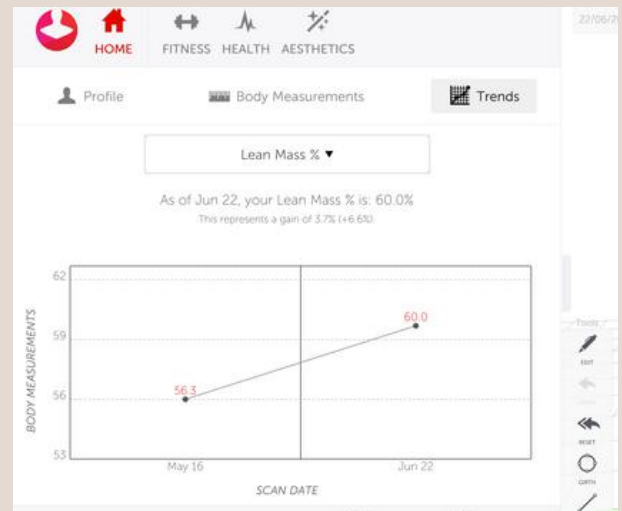 HOME
FITNESS
HEALTH
AESTHETICS
Profile
Body Measurements
Trends
Lean Mass % ▼
As of Jun 22, your Lean Mass % is: 60.0%
This represents a gain of 3.7% (+6.6%).
BODY MEASUREMENTS
62
59
56
53
56.3
60.0
May 16
Jun 22
SCAN DATE
Tools
EDIT
RESET
GIRTH